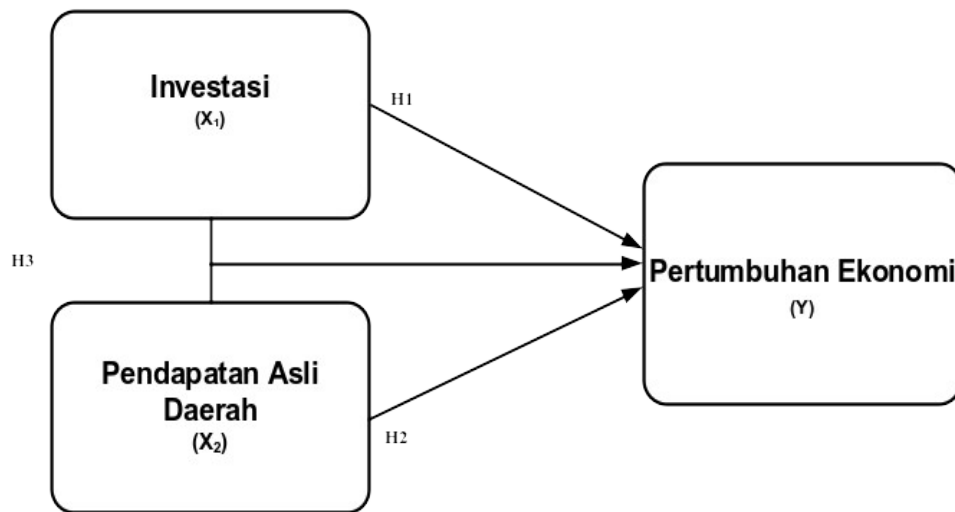 Investasi
(X₁)
H1
H3
Pertumbuhan Ekonomi
(Y)
Pendapatan Asli
Daerah
(X₂)
H2